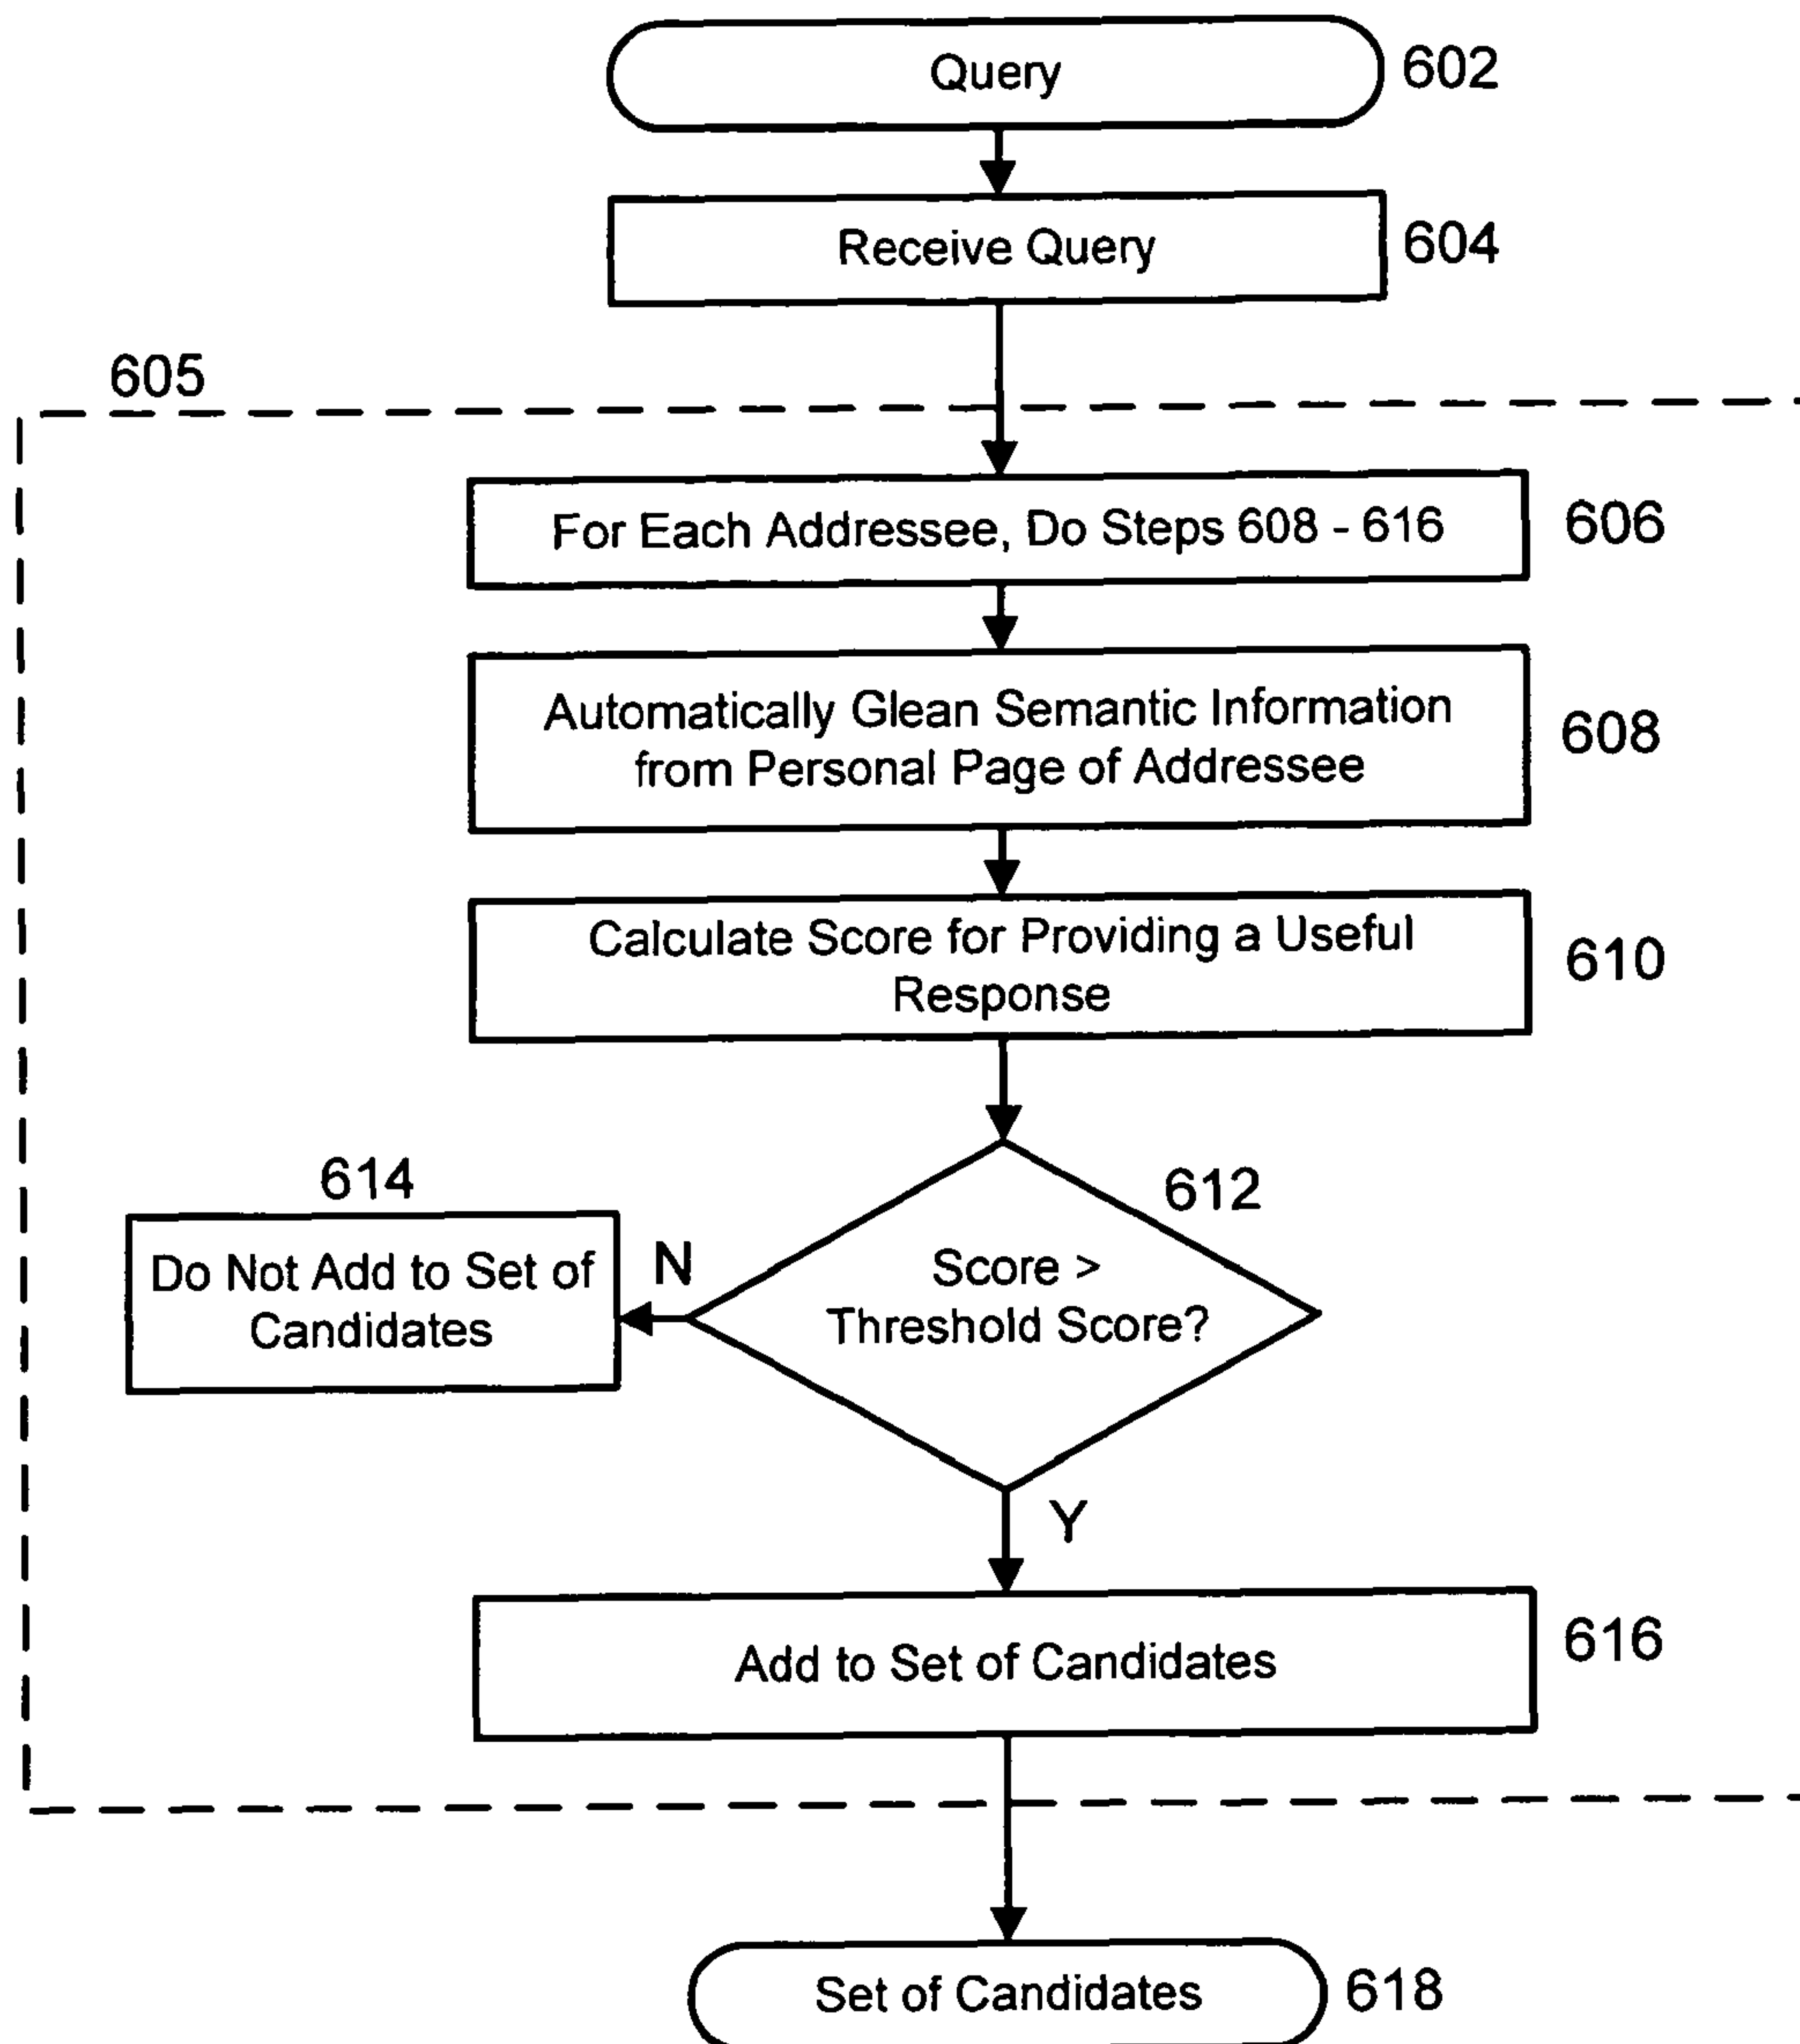 Query
602
Receive Query
604
605
For Each Addressee, Do Steps 608 - 616
606
Automatically Glean Semantic Information
from Personal Page of Addressee
608
Calculate Score for Providing a Useful
Response
610
614
612
Do Not Add to Set of
Candidates
N
Score >
Threshold Score?
Y
Add to Set of Candidates
616
Set of Candidates
618